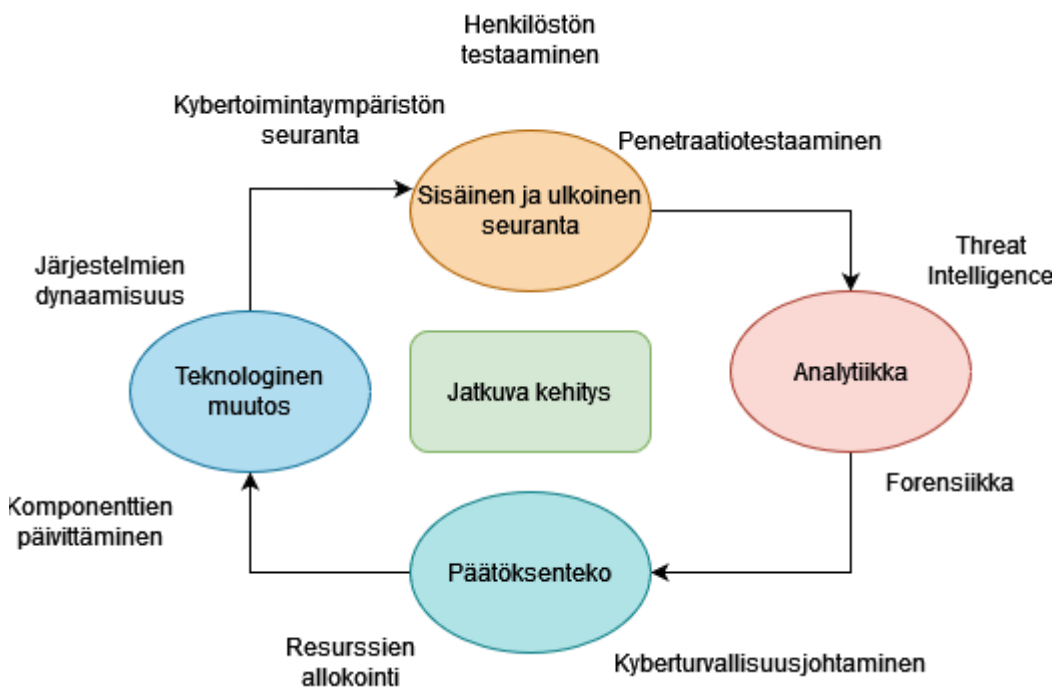 Henkilöstön
testaaminen
Kybertoimintaympäristön
seuranta
Penetraatiotestaaminen
Sisäinen ja ulkoinen
seuranta
Threat
Intelligence
Järjestelmien
dynaamisuus
Teknologinen
muutos
Jatkuva kehitys
Analytiikka
Forensiikka
Komponenttien
päivittäminen
Päätöksenteko
Resurssien
allokointi
Kyberturvallisuusjohtaminen